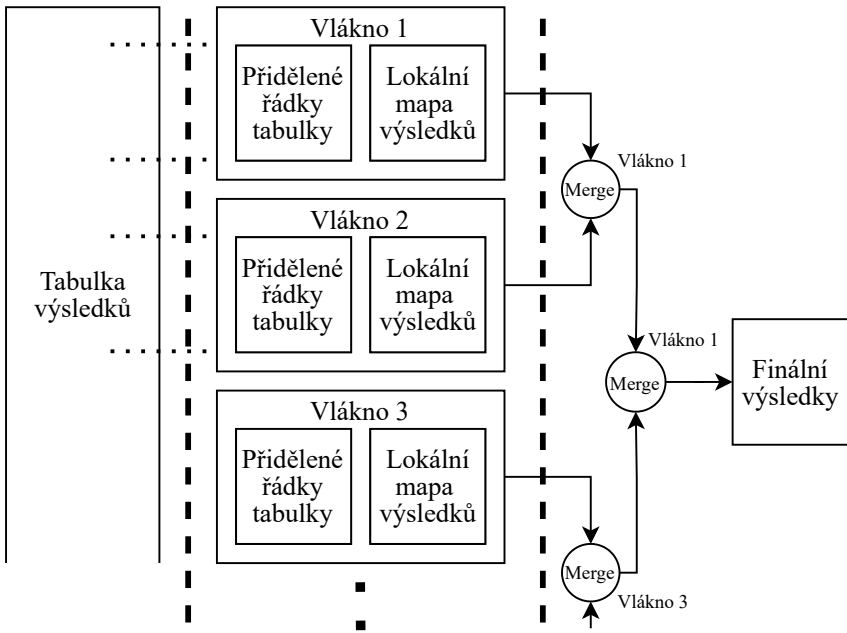 Tabulka
výsledků
Vlákno 1
Přidělené
řádky
tabulky
Lokální
mapa
výsledků
Vlákno 2
Přidělené
řádky
tabulky
Lokální
mapa
výsledků
Vlákno 3
Přidělené
řádky
tabulky
Lokální
mapa
výsledků
Merge
Vlákno 1
Merge
Vlákno 1
Merge
Vlákno 3
Finální
výsledky